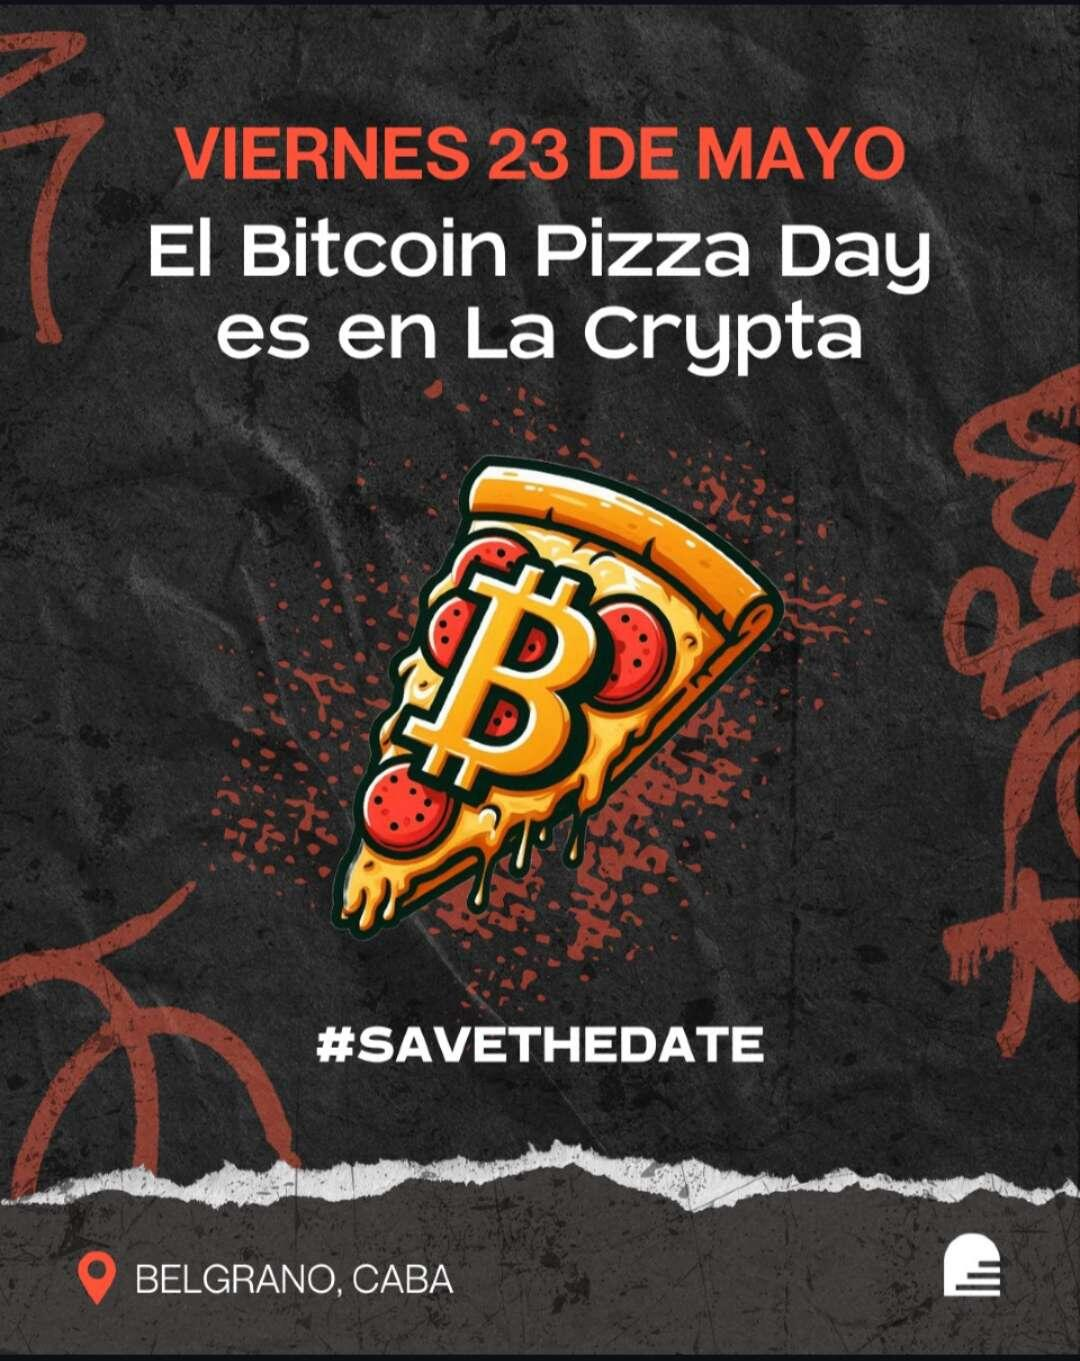 VIERNES 23 DE MAYO
El Bitcoin Pizza Day
es en La Crypta
#SAVETHEDATE
BELGRANO, CABA